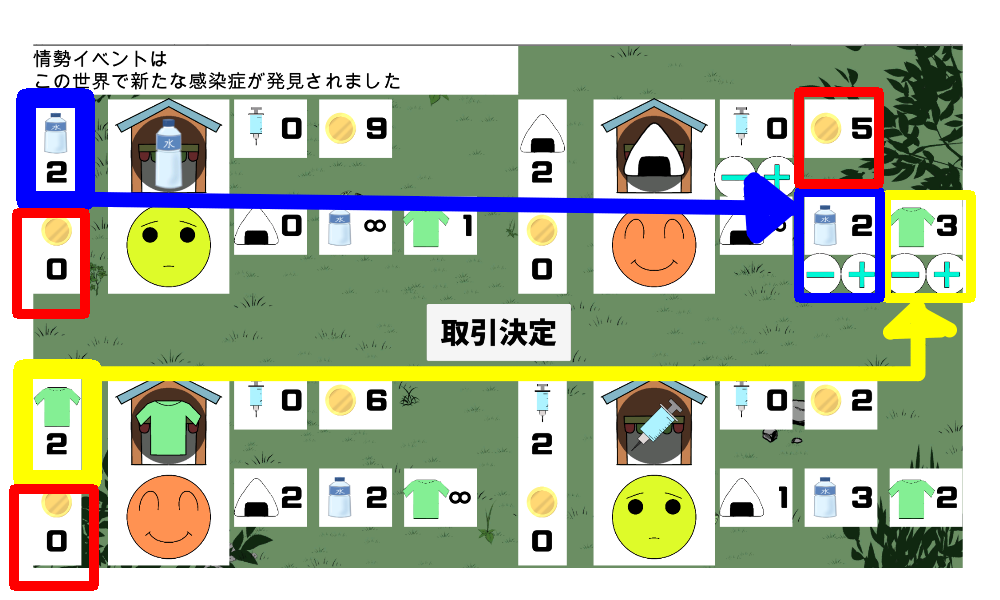 情勢イベントは
この世界で新たな感染症が発見されました
水 2
水 0 9
2
0 5
0
0 水 ∞ 1
0
水 2 3
取引決定
2
0 6
2
0 2
0
2 水 2 ∞
0
1 水 3 2